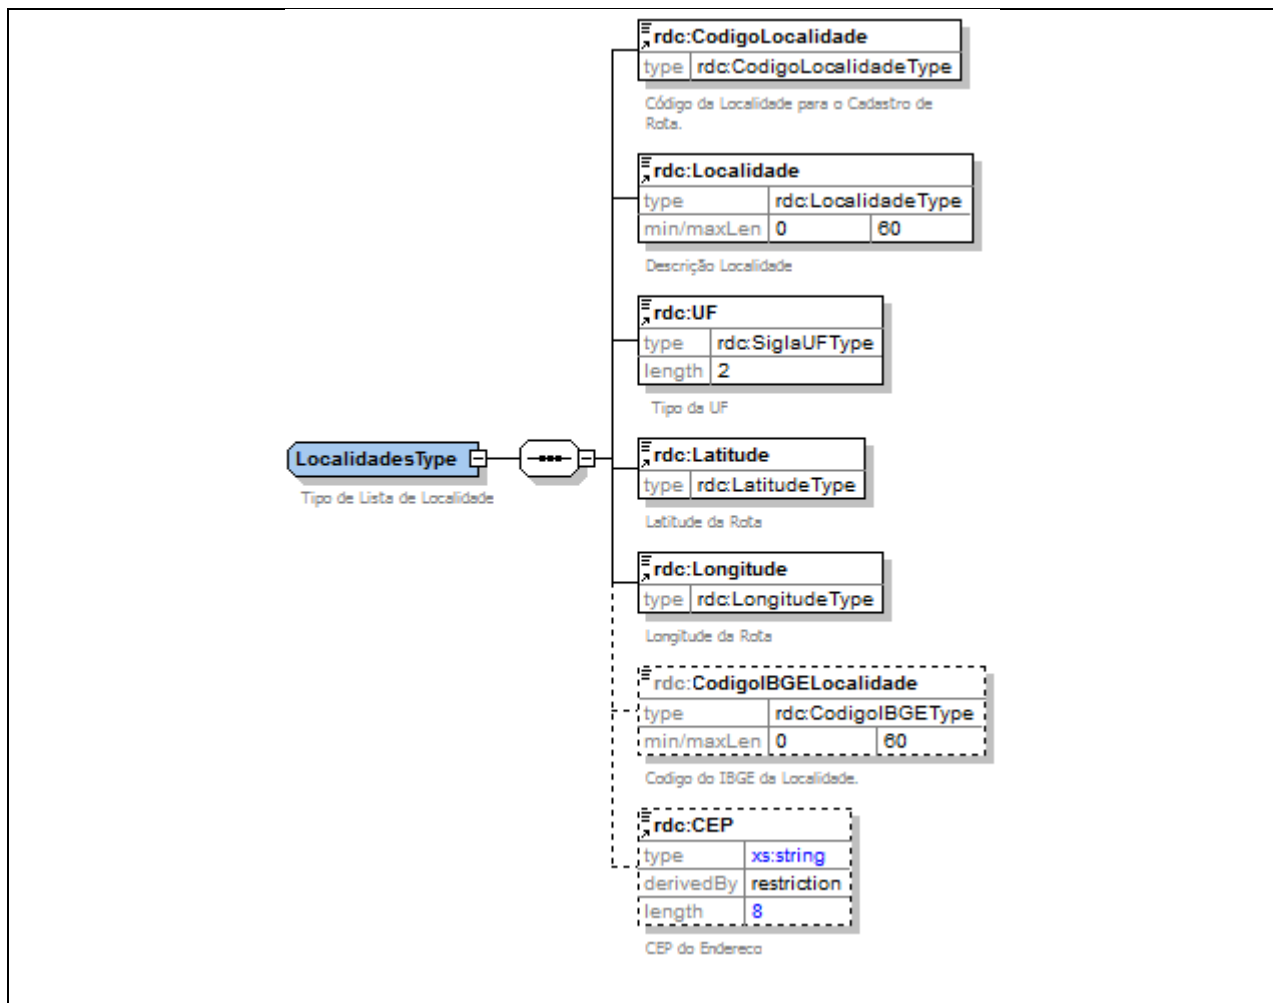 rdc:CodigoLocalidade
type rdc:CodigoLocalidadeType
Código da Localidade para o Cadastro de
Rota.
rdc:Localidade
type rdc:LocalidadeType
min/maxLen 0 60
Descrição Localidade
rdc:UF
type rdc:SiglaUFType
length 2
Tipo da UF
LocalidadesType
Tipo de Lista de Localidade
rdc:Latitude
type rdc:LatitudeType
Latitude da Rota
rdc:Longitude
type rdc:LongitudeType
Longitude da Rota
rdc:CodigoIBGELocalidade
type rdc:CodigoIBGEType
min/maxLen 0 60
Codigo do IBGE da Localidade.
rdc:CEP
type xs:string
derivedBy restriction
length 8
CEP do Endereco